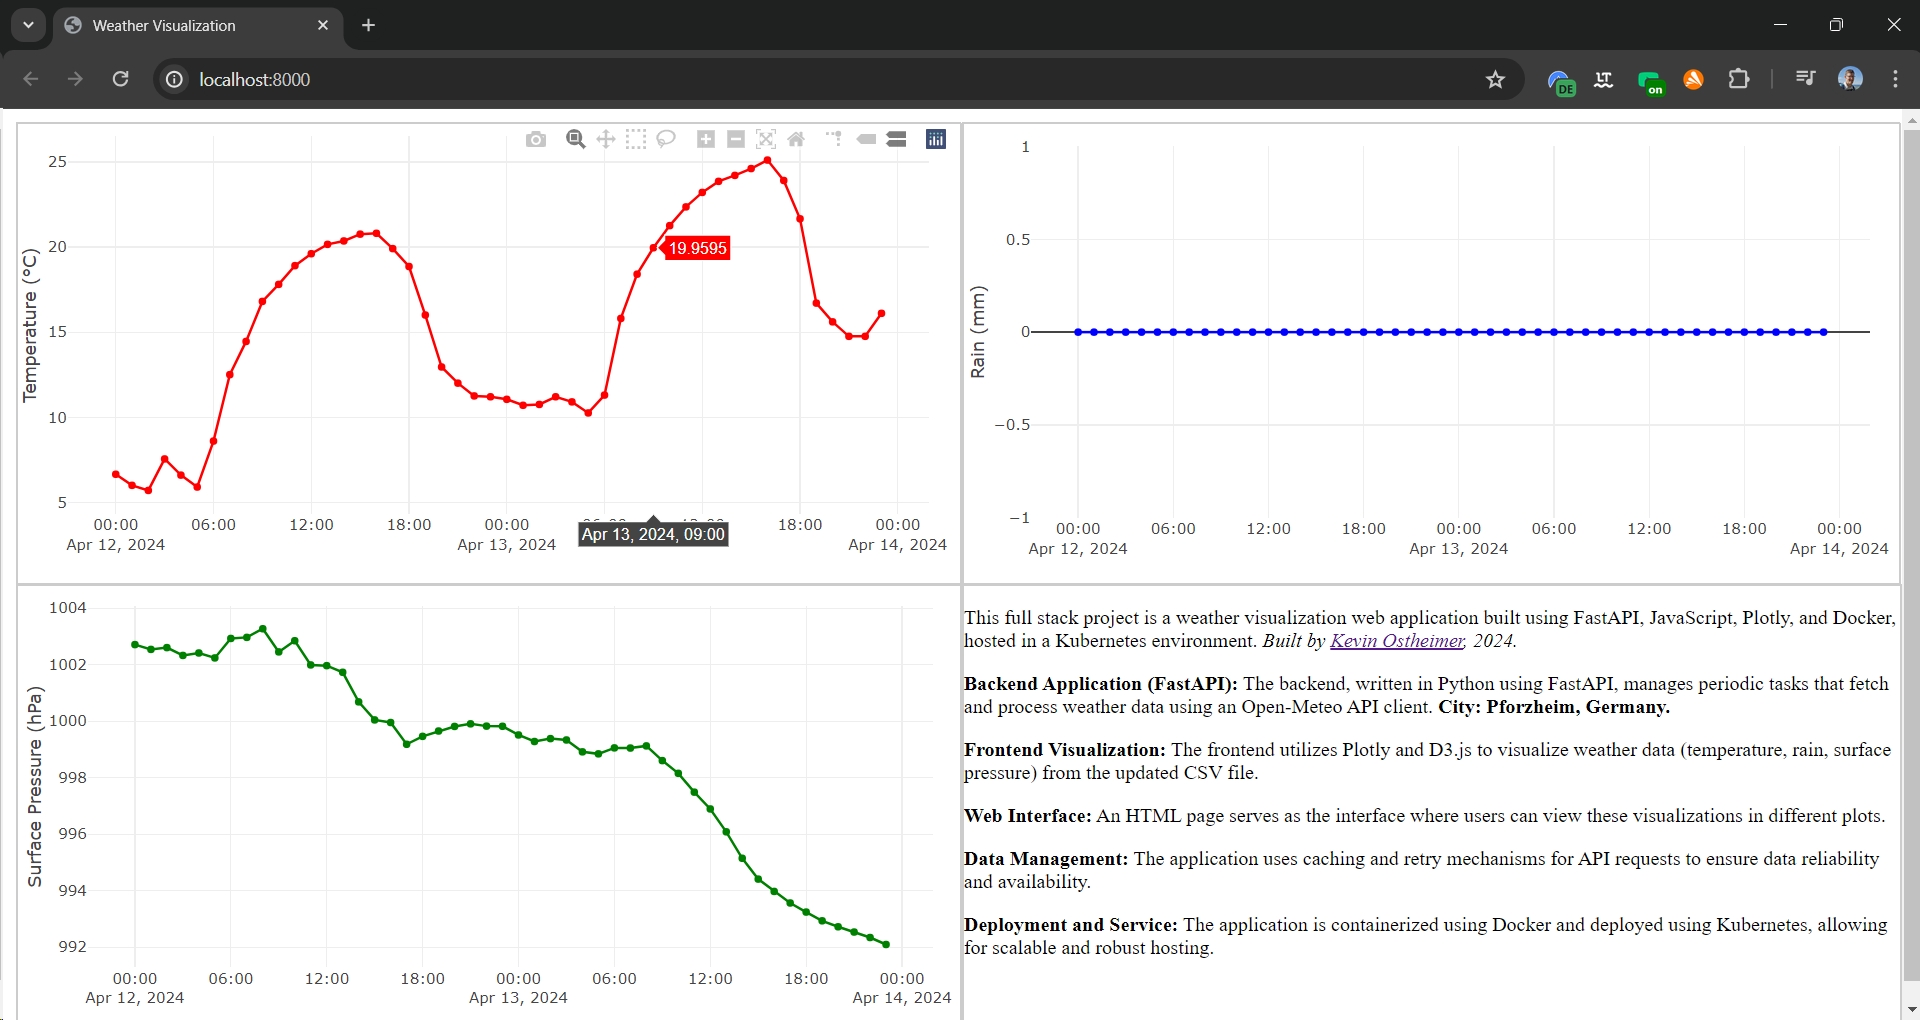 Weather Visualization
localhost:8000
DE
LT
on
25
20
15
10
5
Temperature (°C)
19.9595
00:00 06:00 12:00 18:00 00:00 18:00 00:00
Apr 12, 2024 Apr 13, 2024 Apr 14, 2024
Apr 13, 2024, 09:00
1
0.5
0
−0.5
−1
Rain (mm)
00:00 06:00 12:00 18:00 00:00 06:00 12:00 18:00 00:00
Apr 12, 2024 Apr 13, 2024 Apr 14, 2024
1004
1002
1000
998
996
994
992
Surface Pressure (hPa)
00:00 06:00 12:00 18:00 00:00 06:00 12:00 18:00 00:00
Apr 12, 2024 Apr 13, 2024 Apr 14, 2024
This full stack project is a weather visualization web application built using FastAPI, JavaScript, Plotly, and Docker,
hosted in a Kubernetes environment. Built by Kevin Ostheimer, 2024.
Backend Application (FastAPI): The backend, written in Python using FastAPI, manages periodic tasks that fetch
and process weather data using an Open-Meteo API client. City: Pforzheim, Germany.
Frontend Visualization: The frontend utilizes Plotly and D3.js to visualize weather data (temperature, rain, surface
pressure) from the updated CSV file.
Web Interface: An HTML page serves as the interface where users can view these visualizations in different plots.
Data Management: The application uses caching and retry mechanisms for API requests to ensure data reliability
and availability.
Deployment and Service: The application is containerized using Docker and deployed using Kubernetes, allowing
for scalable and robust hosting.